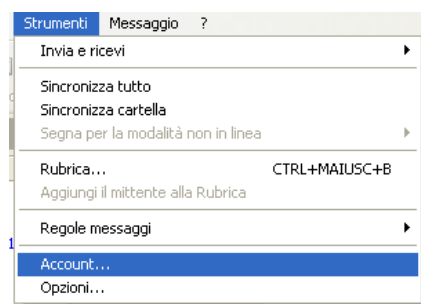 Strumenti Messaggio ?
Invia e ricevi
Sincronizza tutto
Sincronizza cartella
Segna per la modalità non in linea
Rubrica... CTRL+MAIUSC+B
Aggiungi il mittente alla Rubrica
Regole messaggi
1
Account...
Opzioni...